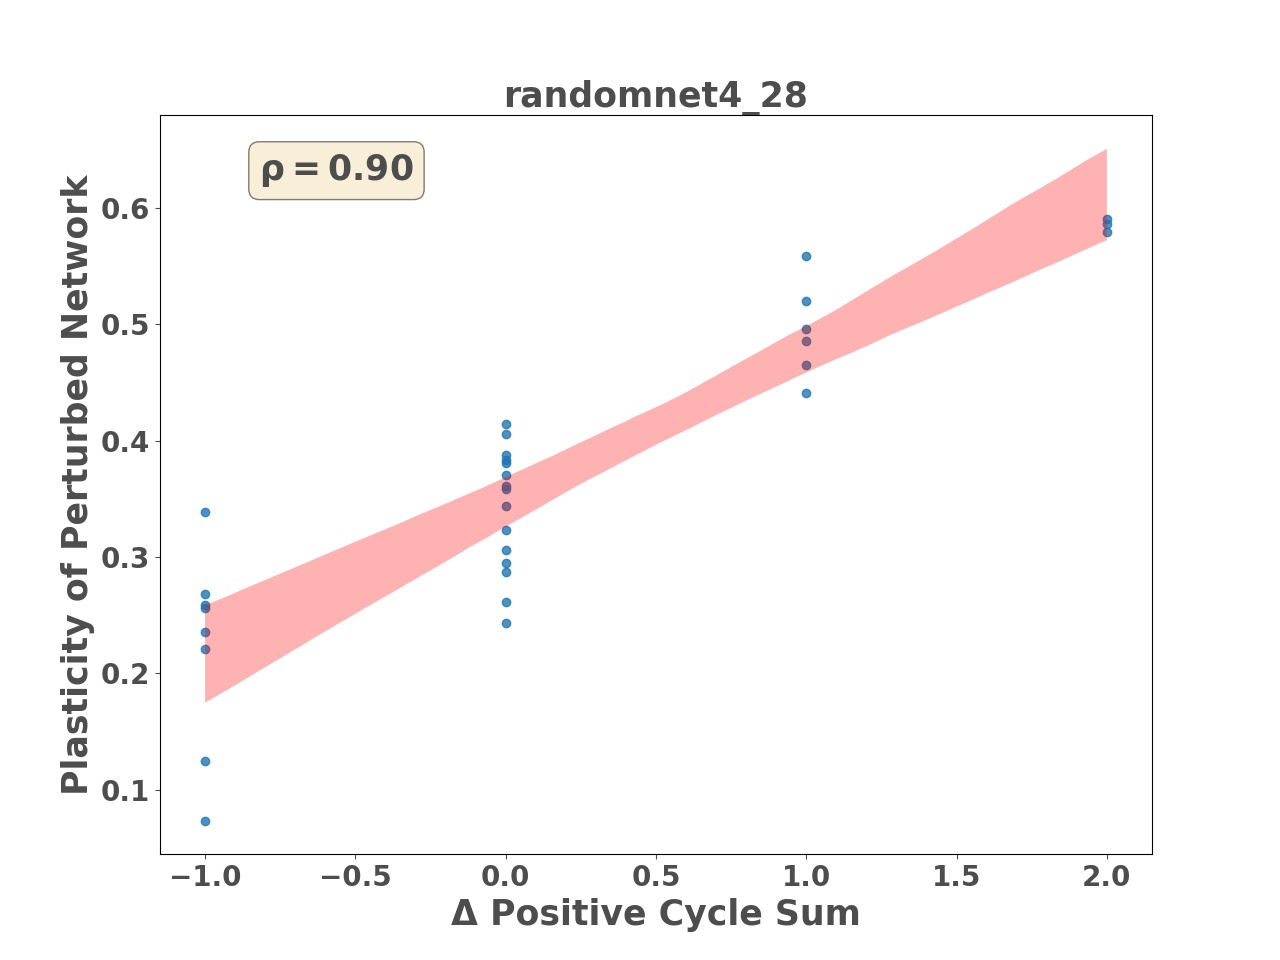 randomnet4_28
ρ = 0.90
Plasticity of Perturbed Network
0.6
0.5
0.4
0.3
0.2
0.1
−1.0 −0.5 0.0 0.5 1.0 1.5 2.0
Δ Positive Cycle Sum